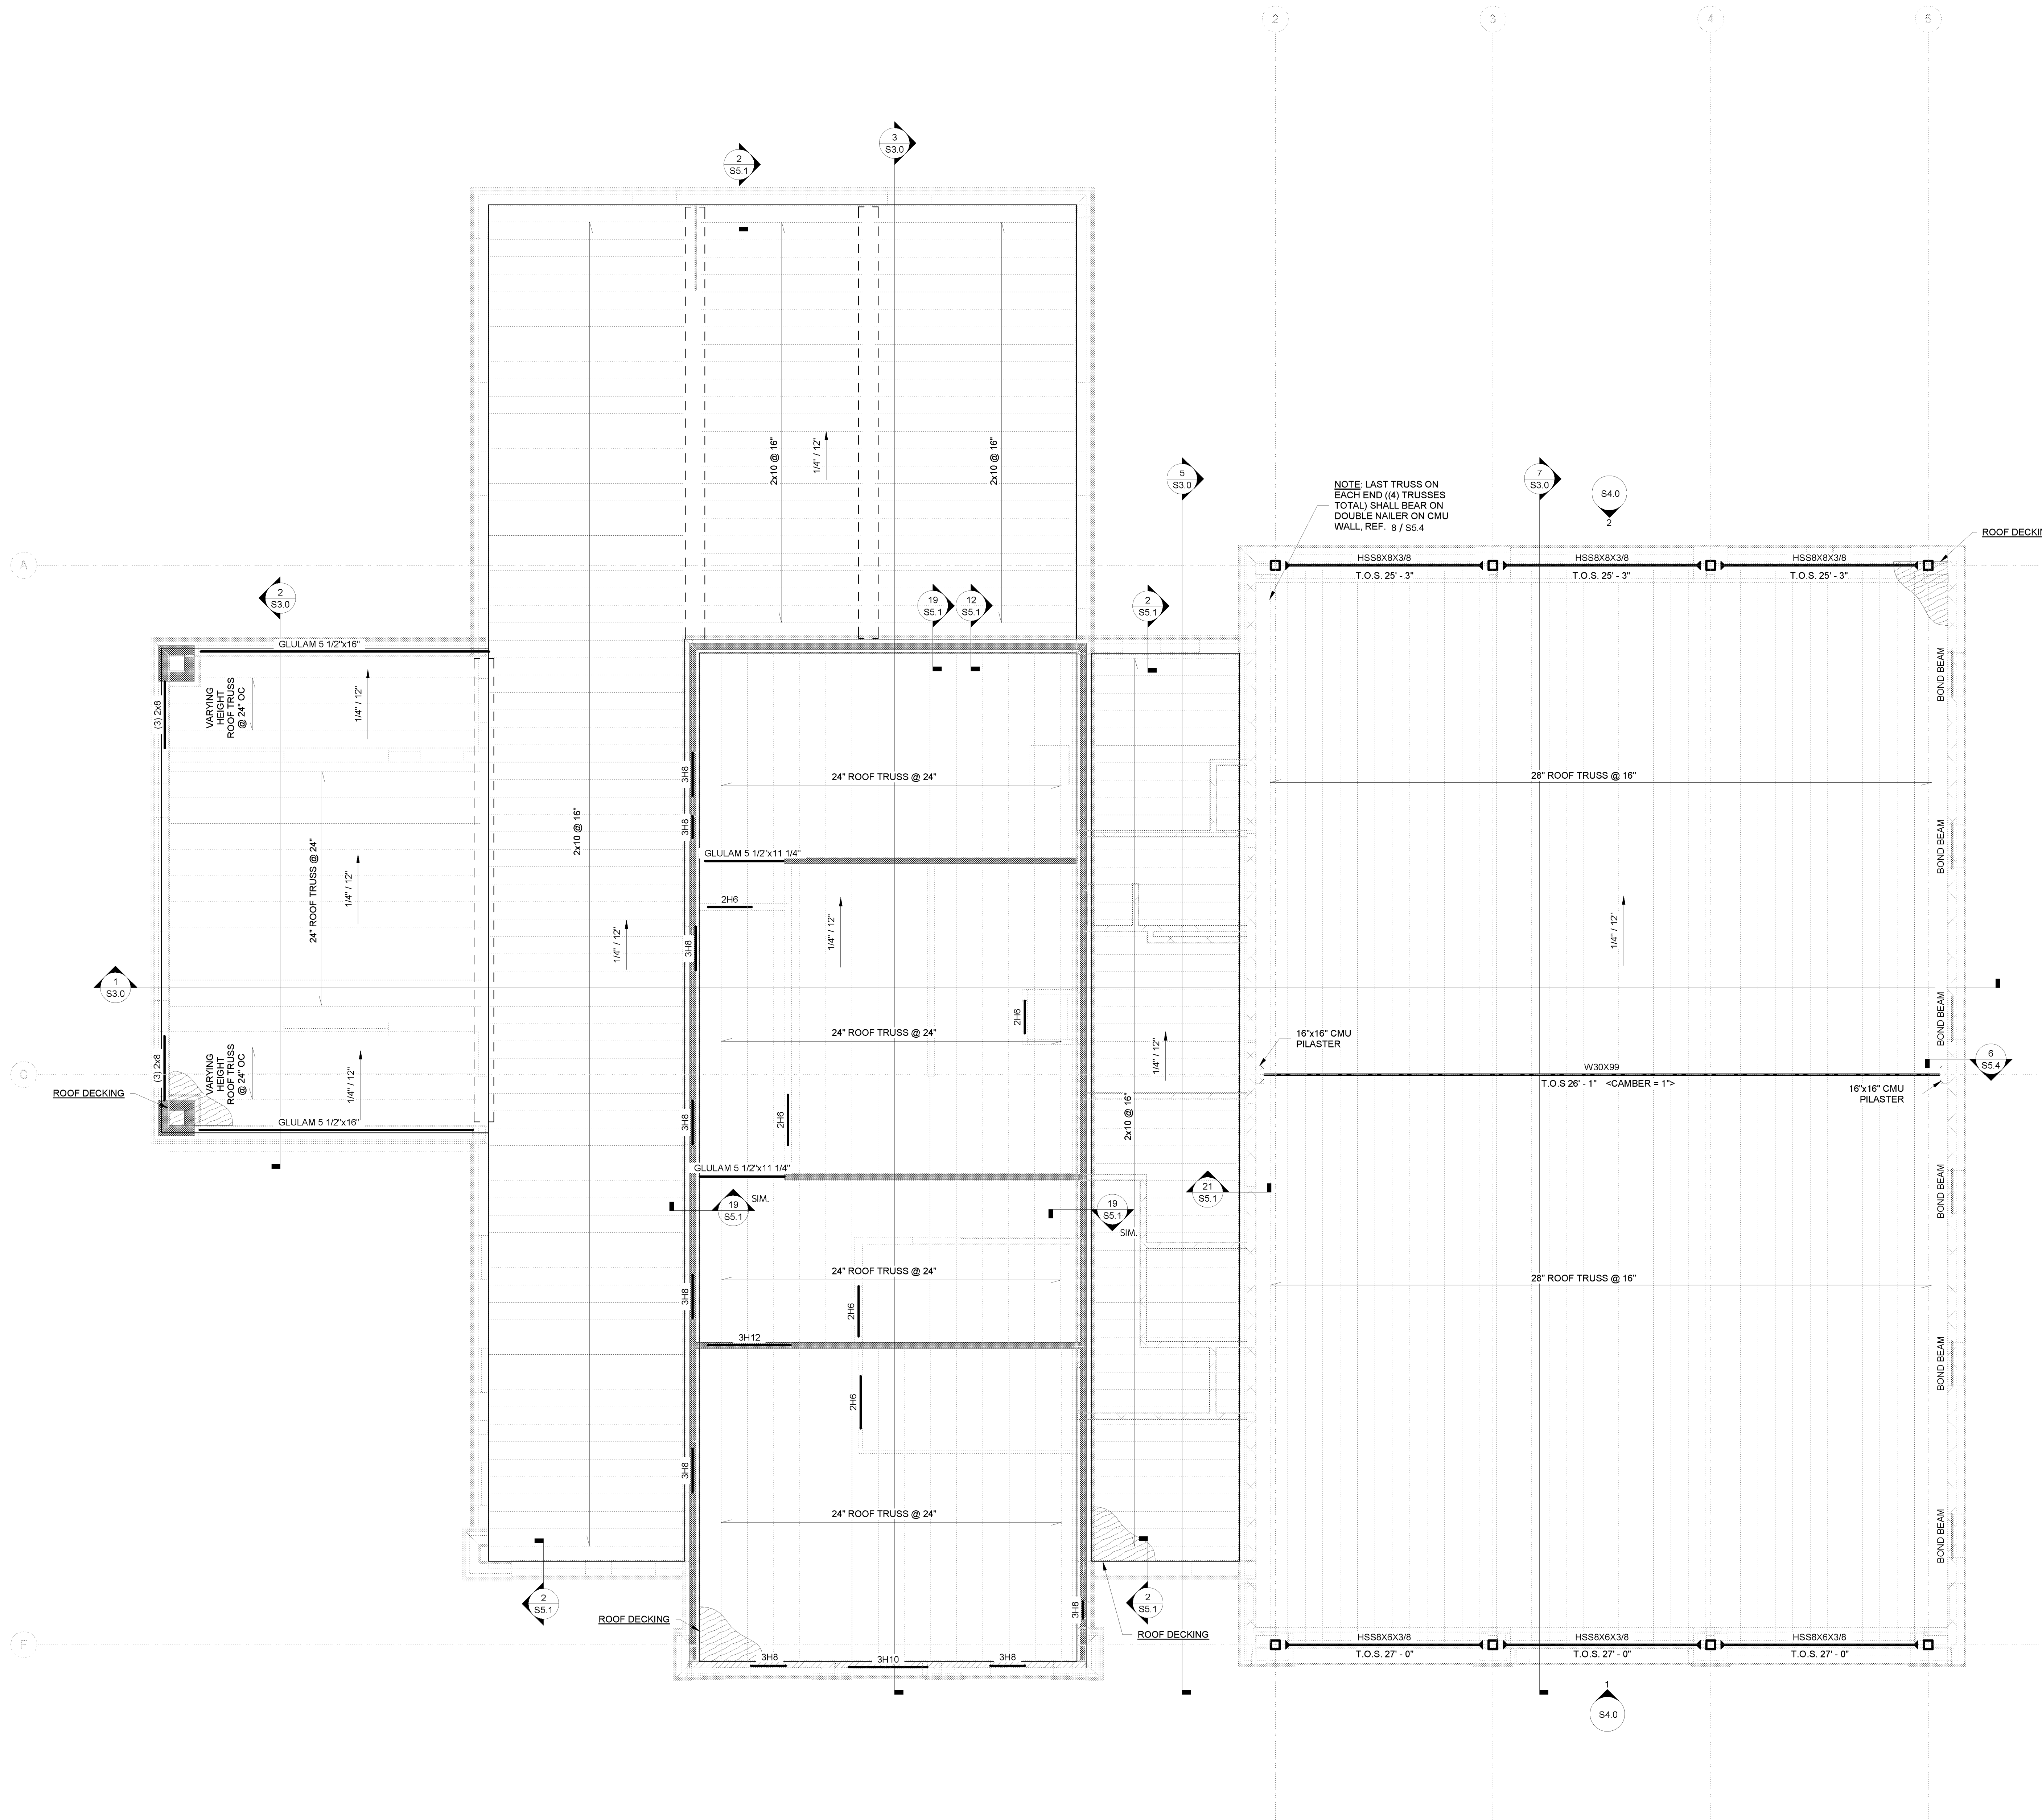 2
3
4
5
3
S3.0
2
S5.1
2x10 @ 16"
1/4" / 12"
2x10 @ 16"
5
S3.0
7
S3.0
S4.0
2
NOTE: LAST TRUSS ON
EACH END ((4) TRUSSES
TOTAL) SHALL BEAR ON
DOUBLE NAILER ON CMU
WALL, REF. 8 / S5.4
ROOF DECKI
A
HSS8X8X3/8
HSS8X8X3/8
HSS8X8X3/8
T.O.S. 25' - 3"
T.O.S. 25' - 3"
T.O.S. 25' - 3"
2
S3.0
19
S5.1
12
S5.1
2
S5.1
GLULAM 5 1/2"x16"
(3) 2x8
VARYING
HEIGHT
ROOF TRUSS
@ 24" OC
1/4" / 12"
BOND BEAM
3H8
24" ROOF TRUSS @ 24"
28" ROOF TRUSS @ 16"
3H8
2x10 @ 16"
GLULAM 5 1/2"x11 1/4"
BOND BEAM
24" ROOF TRUSS @ 24"
1/4" / 12"
2H6
1/4" / 12"
3H8
1/4" / 12"
1/4" / 12"
1
S3.0
2H6
BOND BEAM
24" ROOF TRUSS @ 24"
16"x16" CMU
PILASTER
1/4" / 12"
6
S5.4
C
W30X99
T.O.S 26' - 1" <CAMBER = 1">
16"x16" CMU
PILASTER
(3) 2x8
VARYING
HEIGHT
ROOF TRUSS
@ 24" OC
1/4" / 12"
ROOF DECKING
GLULAM 5 1/2"x16"
3H8
2H6
2x10 @ 16"
GLULAM 5 1/2"x11 1/4"
19
S5.1
SIM.
19
S5.1
SIM.
21
S5.1
BOND BEAM
24" ROOF TRUSS @ 24"
28" ROOF TRUSS @ 16"
3H8
2H6
3H12
BOND BEAM
2H6
3H8
24" ROOF TRUSS @ 24"
BOND BEAM
2
S5.1
2
S5.1
ROOF DECKING
3H8
ROOF DECKING
F
HSS8X6X3/8
HSS8X6X3/8
HSS8X6X3/8
T.O.S. 27' - 0"
T.O.S. 27' - 0"
T.O.S. 27' - 0"
3H8
3H10
3H8
1
S4.0